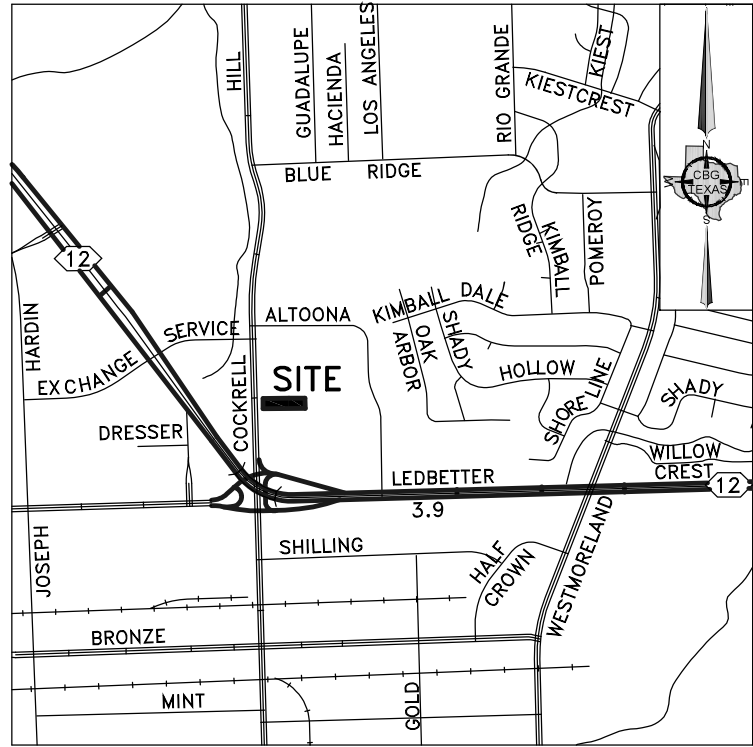 HILL
GUADALUPE
HACIENDA
LOS ANGELES
RIO GRANDE
KIEST
KIESTCREST
N
CBG
TEXAS
W
E
S
BLUE RIDGE
KIMBALL
RIDGE
POMEROY
12
HARDIN
EXCHANGE SERVICE
ALTOONA
KIMBALL DALE
ARBOR
OAK
SHADY
HOLLOW
SHORE LINE
SHADY
COCKRELL
SITE
DRESSER
WILLOW
CREST
LEDBETTER
12
3.9
JOSEPH
SHILLING
HALF
CROWN
WESTMORELAND
BRONZE
MINT
GOLD